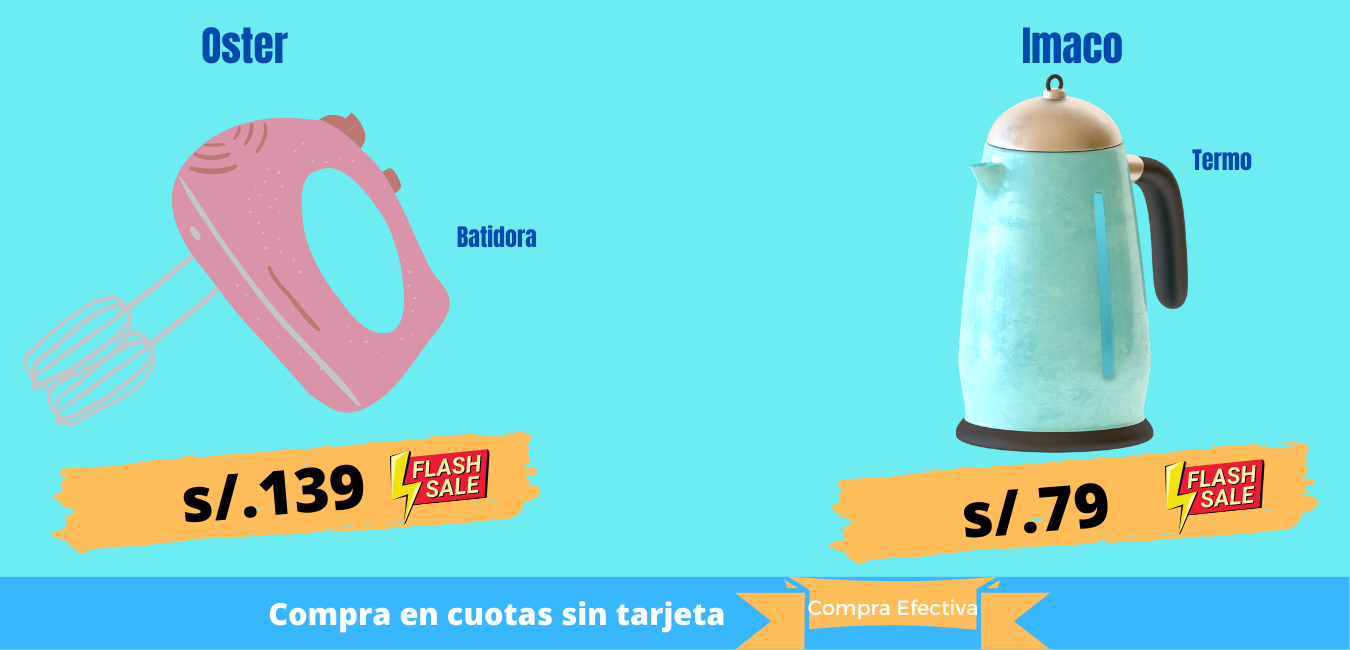 Oster
Imaco
Termo
Batidora
s/.139
FLASH
SALE
s/.79
FLASH
SALE
Compra en cuotas sin tarjeta
Compra Efectiva